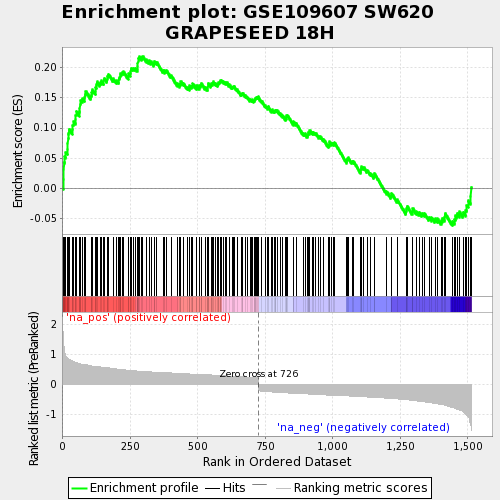 Enrichment plot: GSE109607 SW620
GRAPESEED 18H
Enrichment score (ES)
0.20
0.15
0.10
0.05
0.00
-0.05
'na_pos' (positively correlated)
Ranked list metric (PreRanked)
2
1
0
-1
Zero cross at 726
'na_neg' (negatively correlated)
0
250
500
750
1,000
1,250
1,500
Rank in Ordered Dataset
Enrichment profile
Hits
Ranking metric scores